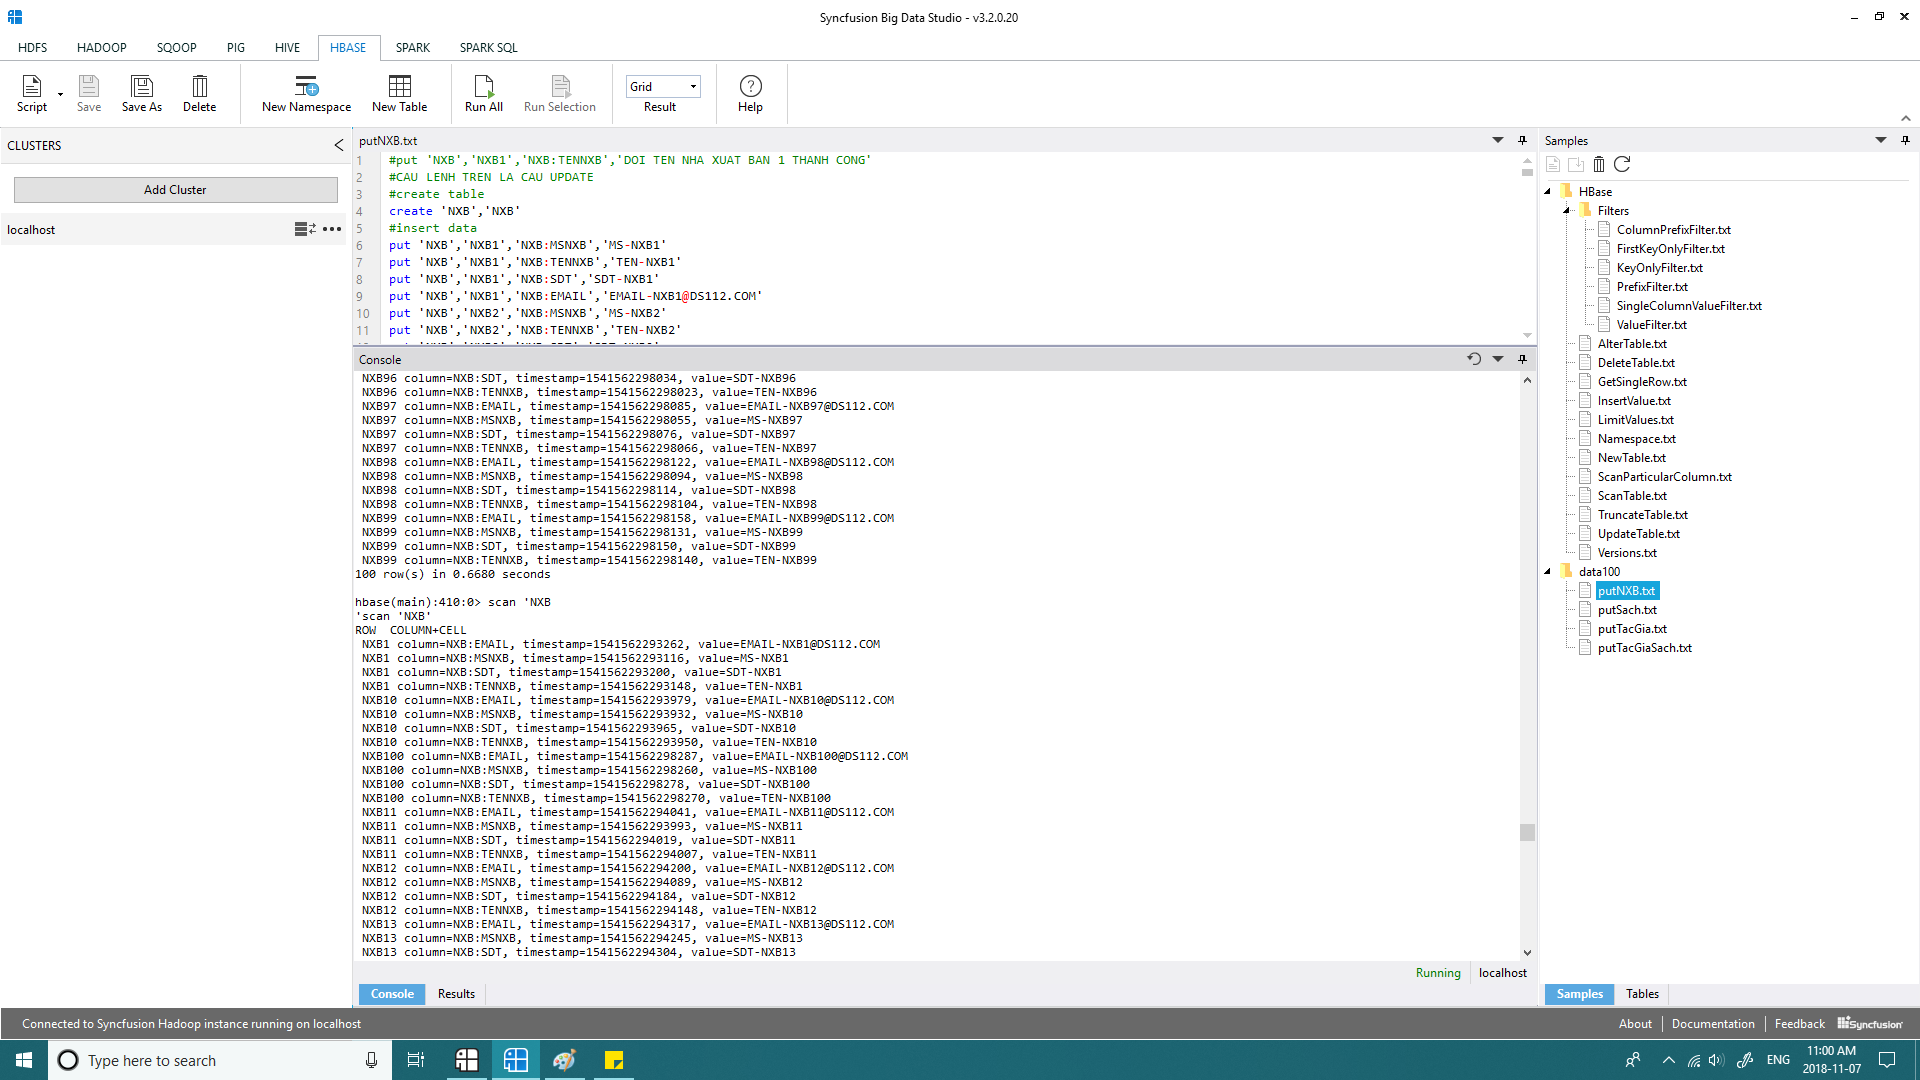 Syncfusion Big Data Studio - v3.2.0.20
HDFS HADOOP SQOOP PIG HIVE HBASE SPARK SPARK SQL
Script Save Save As Delete New Namespace New Table Run All Run Selection Grid Result Help
CLUSTERS
Add Cluster
localhost
putNXB.txt
1 #put 'NXB','NXB1','NXB:TENNXB','DOI TEN NHA XUAT BAN 1 THANH CONG'
2 #CAU LENH TREN LA CAU UPDATE
3 #create table
4 create 'NXB','NXB'
5 #insert data
6 put 'NXB','NXB1','NXB:MSNXB','MS-NXB1'
7 put 'NXB','NXB1','NXB:TENNXB','TEN-NXB1'
8 put 'NXB','NXB1','NXB:SDT','SDT-NXB1'
9 put 'NXB','NXB1','NXB:EMAIL','EMAIL-NXB1@DS112.COM'
10 put 'NXB','NXB2','NXB:MSNXB','MS-NXB2'
11 put 'NXB','NXB2','NXB:TENNXB','TEN-NXB2'
Console
NXB96 column=NXB:SDT, timestamp=1541562298034, value=SDT-NXB96
NXB96 column=NXB:TENNXB, timestamp=1541562298023, value=TEN-NXB96
NXB97 column=NXB:EMAIL, timestamp=1541562298085, value=EMAIL-NXB97@DS112.COM
NXB97 column=NXB:MSNXB, timestamp=1541562298055, value=MS-NXB97
NXB97 column=NXB:SDT, timestamp=1541562298076, value=SDT-NXB97
NXB97 column=NXB:TENNXB, timestamp=1541562298066, value=TEN-NXB97
NXB98 column=NXB:EMAIL, timestamp=1541562298122, value=EMAIL-NXB98@DS112.COM
NXB98 column=NXB:MSNXB, timestamp=1541562298094, value=MS-NXB98
NXB98 column=NXB:SDT, timestamp=1541562298114, value=SDT-NXB98
NXB98 column=NXB:TENNXB, timestamp=1541562298104, value=TEN-NXB98
NXB99 column=NXB:EMAIL, timestamp=1541562298158, value=EMAIL-NXB99@DS112.COM
NXB99 column=NXB:MSNXB, timestamp=1541562298131, value=MS-NXB99
NXB99 column=NXB:SDT, timestamp=1541562298150, value=SDT-NXB99
NXB99 column=NXB:TENNXB, timestamp=1541562298140, value=TEN-NXB99
100 row(s) in 0.6680 seconds
hbase(main):410:0> scan 'NXB
'scan 'NXB'
ROW COLUMN+CELL
NXB1 column=NXB:EMAIL, timestamp=1541562293262, value=EMAIL-NXB1@DS112.COM
NXB1 column=NXB:MSNXB, timestamp=1541562293116, value=MS-NXB1
NXB1 column=NXB:SDT, timestamp=1541562293200, value=SDT-NXB1
NXB1 column=NXB:TENNXB, timestamp=1541562293148, value=TEN-NXB1
NXB10 column=NXB:EMAIL, timestamp=1541562293979, value=EMAIL-NXB10@DS112.COM
NXB10 column=NXB:MSNXB, timestamp=1541562293932, value=MS-NXB10
NXB10 column=NXB:SDT, timestamp=1541562293965, value=SDT-NXB10
NXB10 column=NXB:TENNXB, timestamp=1541562293950, value=TEN-NXB10
NXB100 column=NXB:EMAIL, timestamp=1541562298287, value=EMAIL-NXB100@DS112.COM
NXB100 column=NXB:MSNXB, timestamp=1541562298260, value=MS-NXB100
NXB100 column=NXB:SDT, timestamp=1541562298278, value=SDT-NXB100
NXB100 column=NXB:TENNXB, timestamp=1541562298270, value=TEN-NXB100
NXB11 column=NXB:EMAIL, timestamp=1541562294041, value=EMAIL-NXB11@DS112.COM
NXB11 column=NXB:MSNXB, timestamp=1541562293993, value=MS-NXB11
NXB11 column=NXB:SDT, timestamp=1541562294019, value=SDT-NXB11
NXB11 column=NXB:TENNXB, timestamp=1541562294007, value=TEN-NXB11
NXB12 column=NXB:EMAIL, timestamp=1541562294200, value=EMAIL-NXB12@DS112.COM
NXB12 column=NXB:MSNXB, timestamp=1541562294089, value=MS-NXB12
NXB12 column=NXB:SDT, timestamp=1541562294184, value=SDT-NXB12
NXB12 column=NXB:TENNXB, timestamp=1541562294148, value=TEN-NXB12
NXB13 column=NXB:EMAIL, timestamp=1541562294317, value=EMAIL-NXB13@DS112.COM
NXB13 column=NXB:MSNXB, timestamp=1541562294245, value=MS-NXB13
NXB13 column=NXB:SDT, timestamp=1541562294304, value=SDT-NXB13
Running localhost
Console Results
Samples
HBase
Filters
ColumnPrefixFilter.txt
FirstKeyOnlyFilter.txt
KeyOnlyFilter.txt
PrefixFilter.txt
SingleColumnValueFilter.txt
ValueFilter.txt
AlterTable.txt
DeleteTable.txt
GetSingleRow.txt
InsertValue.txt
LimitValues.txt
Namespace.txt
NewTable.txt
ScanParticularColumn.txt
ScanTable.txt
TruncateTable.txt
UpdateTable.txt
Versions.txt
data100
putNXB.txt
putSach.txt
putTacGia.txt
putTacGiaSach.txt
Samples Tables
Connected to Syncfusion Hadoop instance running on localhost
About Documentation Feedback Syncfusion
Type here to search
ENG
11:00 AM
2018-11-07